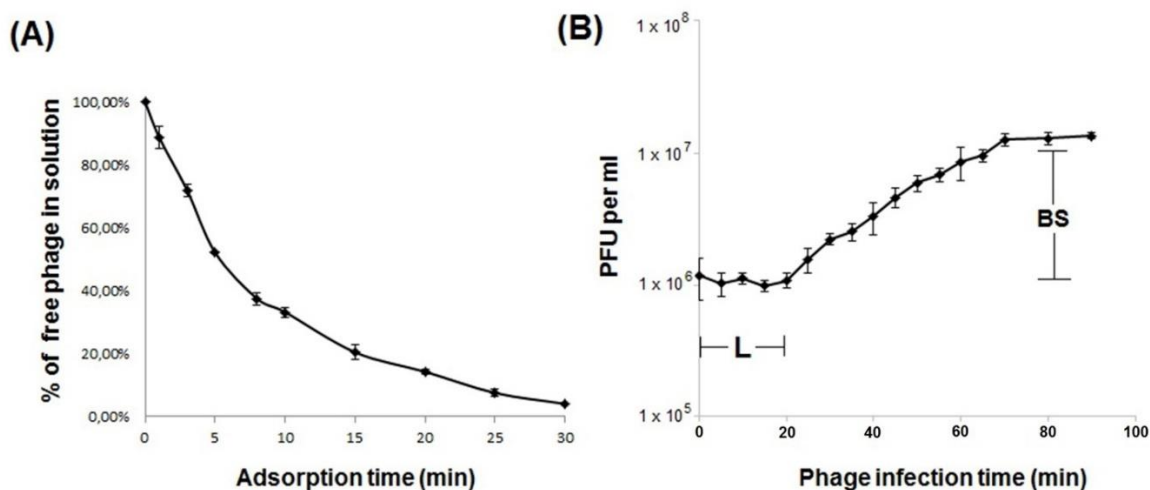 (A)
% of free phage in solution
100,00%
80,00%
60,00%
40,00%
20,00%
0,00%
0 5 10 15 20 25 30
Adsorption time (min)
(B)
PFU per ml
1 x 10⁸
1 x 10⁷
1 x 10⁶
1 x 10⁵
BS
L
0 20 40 60 80 100
Phage infection time (min)